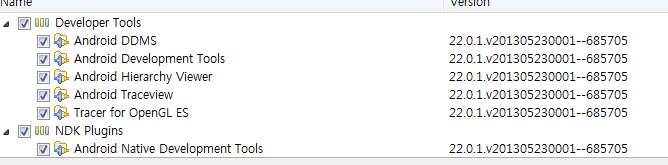 Name Version
Developer Tools
Android DDMS 22.0.1.v201305230001--685705
Android Development Tools 22.0.1.v201305230001--685705
Android Hierarchy Viewer 22.0.1.v201305230001--685705
Android Traceview 22.0.1.v201305230001--685705
Tracer for OpenGL ES 22.0.1.v201305230001--685705
NDK Plugins
Android Native Development Tools 22.0.1.v201305230001--685705